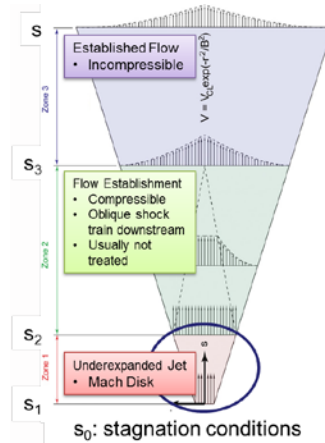 S
Established Flow
• Incompressible
V = V_CL exp(-r²/B²)
Zone 3
S₃
Flow Establishment
• Compressible
• Oblique shock
train downstream
• Usually not
treated
Zone 2
S₂
Underexpanded Jet
• Mach Disk
s
Zone 1
S₁
s₀: stagnation conditions